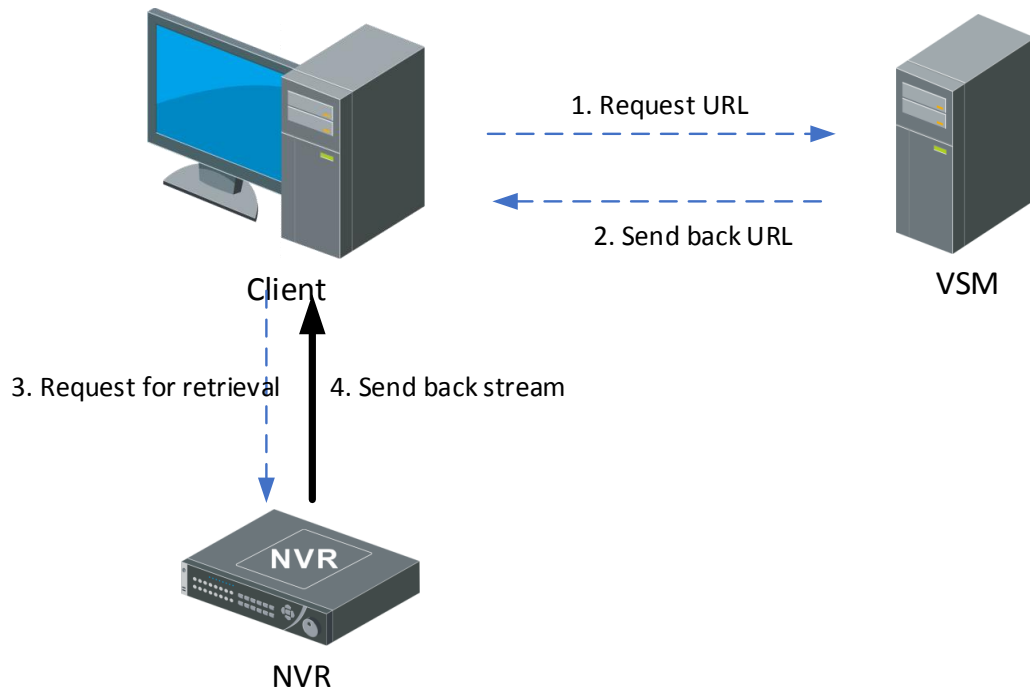 1. Request URL
2. Send back URL
Client
VSM
3. Request for retrieval
4. Send back stream
NVR
NVR